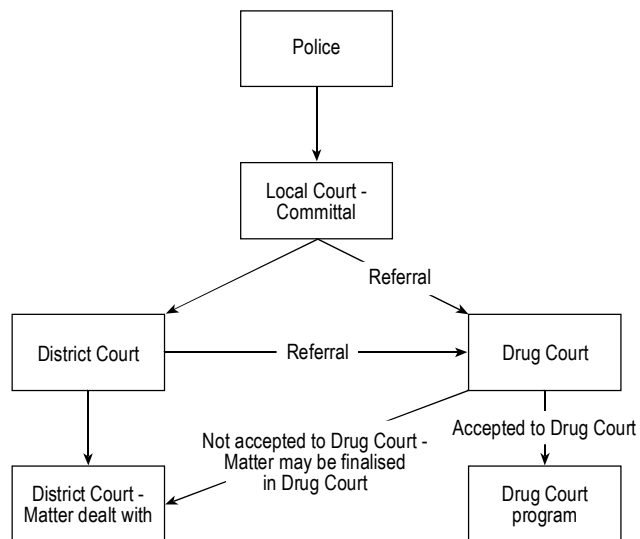 Police
Local Court -
Committal
Referral
District Court
Referral
Drug Court
Not accepted to Drug Court -
Matter may be finalised
in Drug Court
Accepted to Drug Court
District Court -
Matter dealt with
Drug Court
program